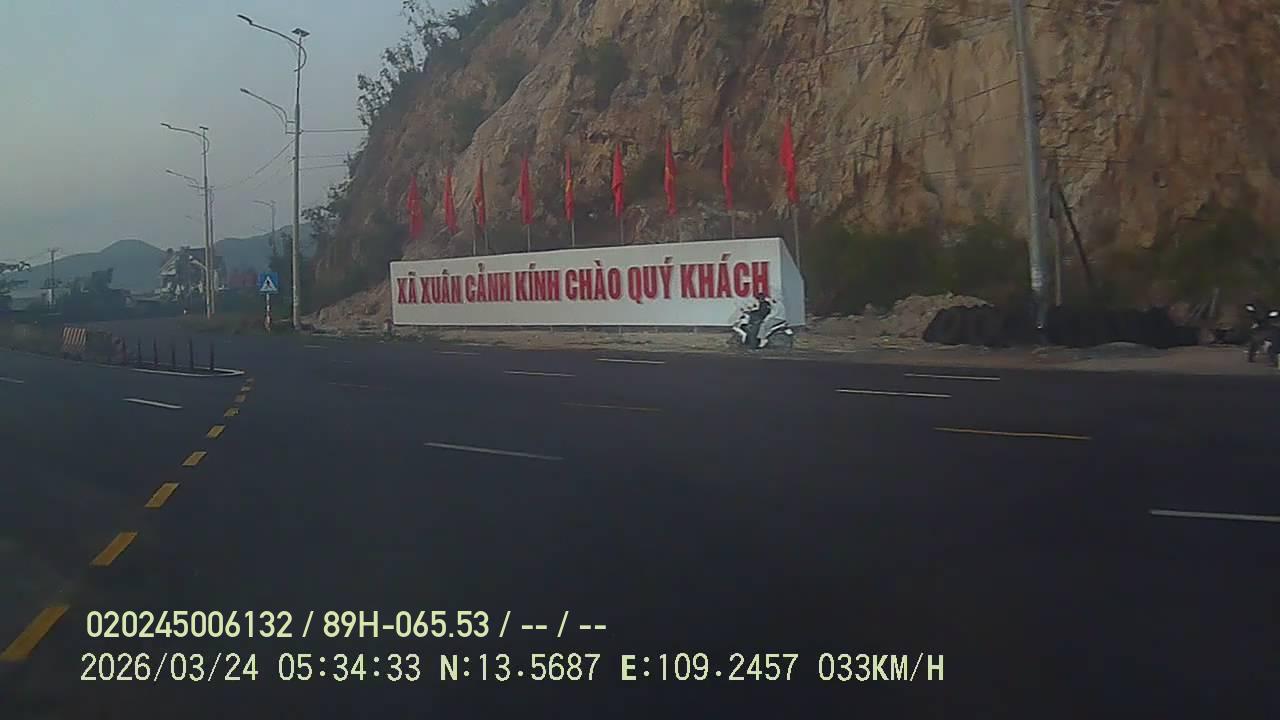 XÃ XUÂN CẢNH KÍNH CHÀO QUÝ KHÁCH
020245006132 / 89H-065.53 / -- / --
2026/03/24 05:34:33 N:13.5687 E:109.2457 033KM/H